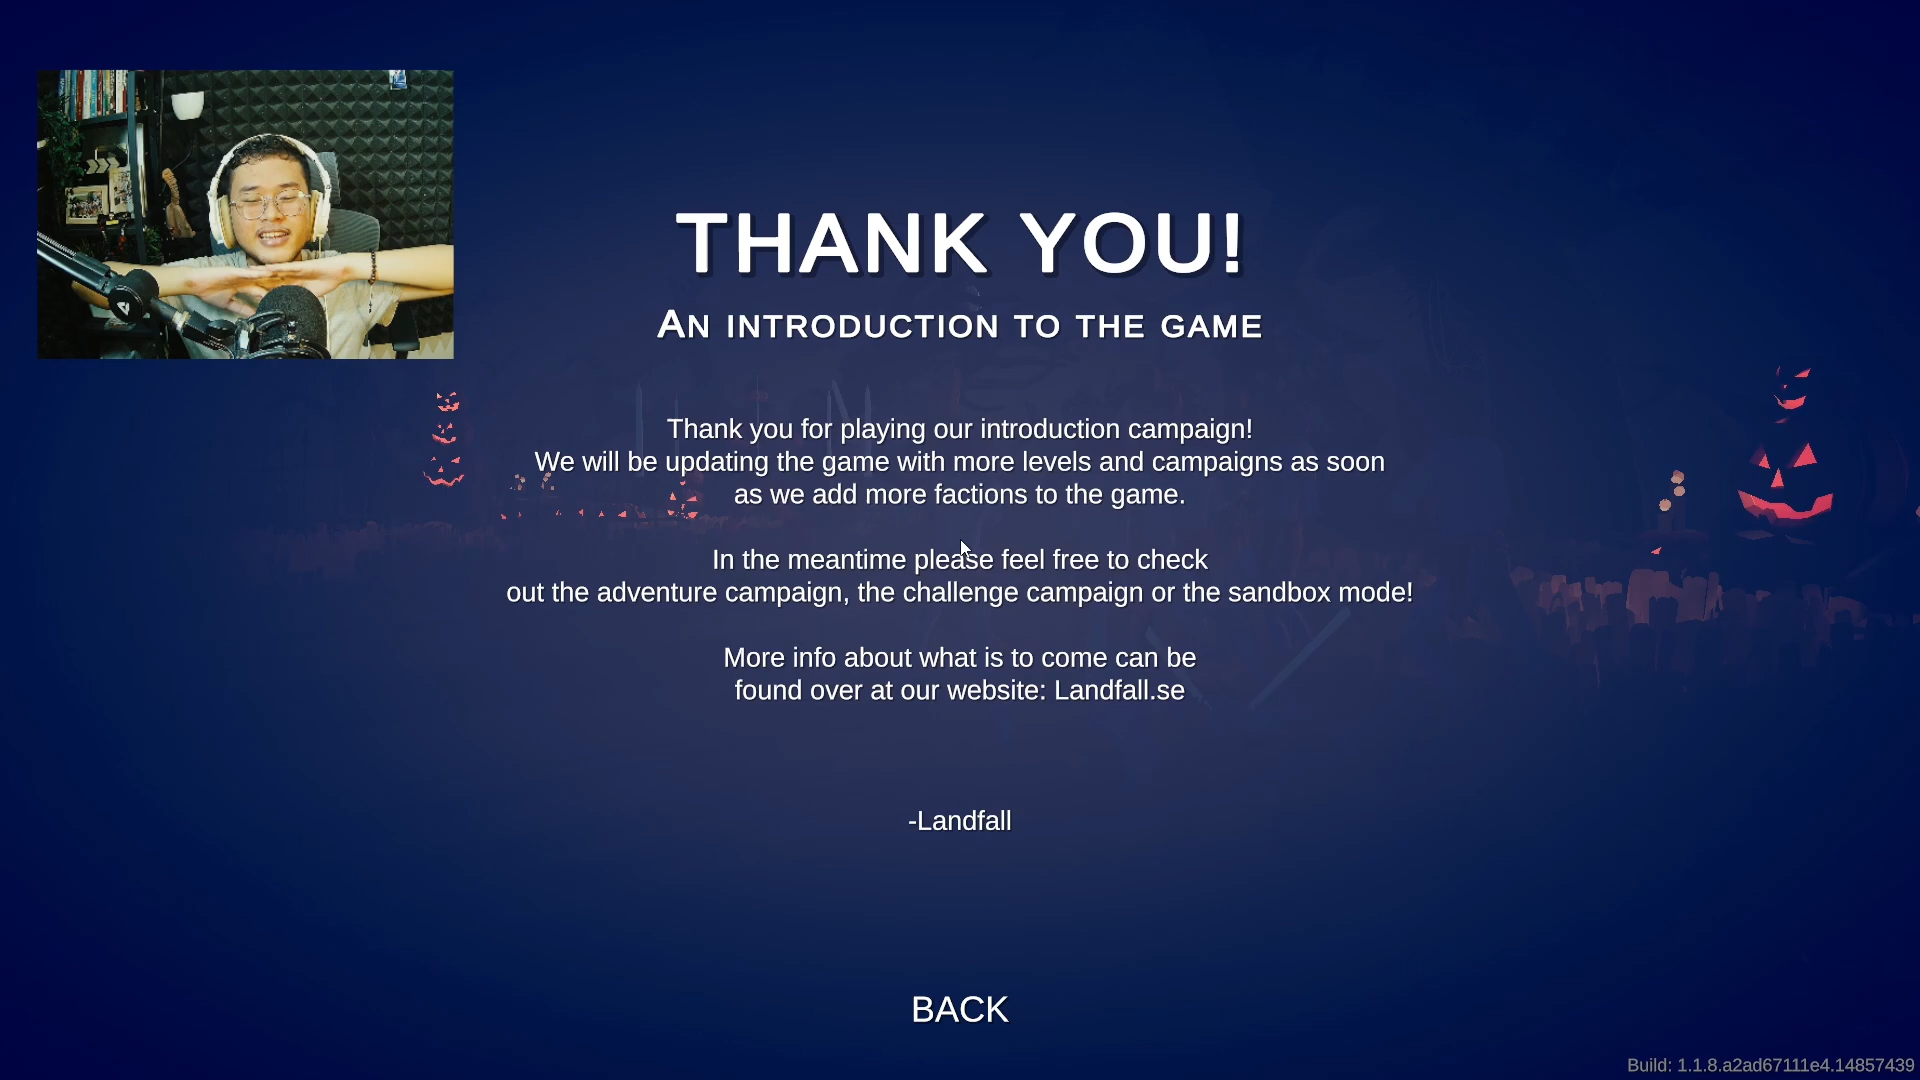 THANK YOU!
AN INTRODUCTION TO THE GAME
Thank you for playing our introduction campaign!
We will be updating the game with more levels and campaigns as soon
as we add more factions to the game.
In the meantime please feel free to check
out the adventure campaign, the challenge campaign or the sandbox mode!
More info about what is to come can be
found over at our website: Landfall.se
-Landfall
BACK
Build: 1.1.8.a2ad67111e4.14857439